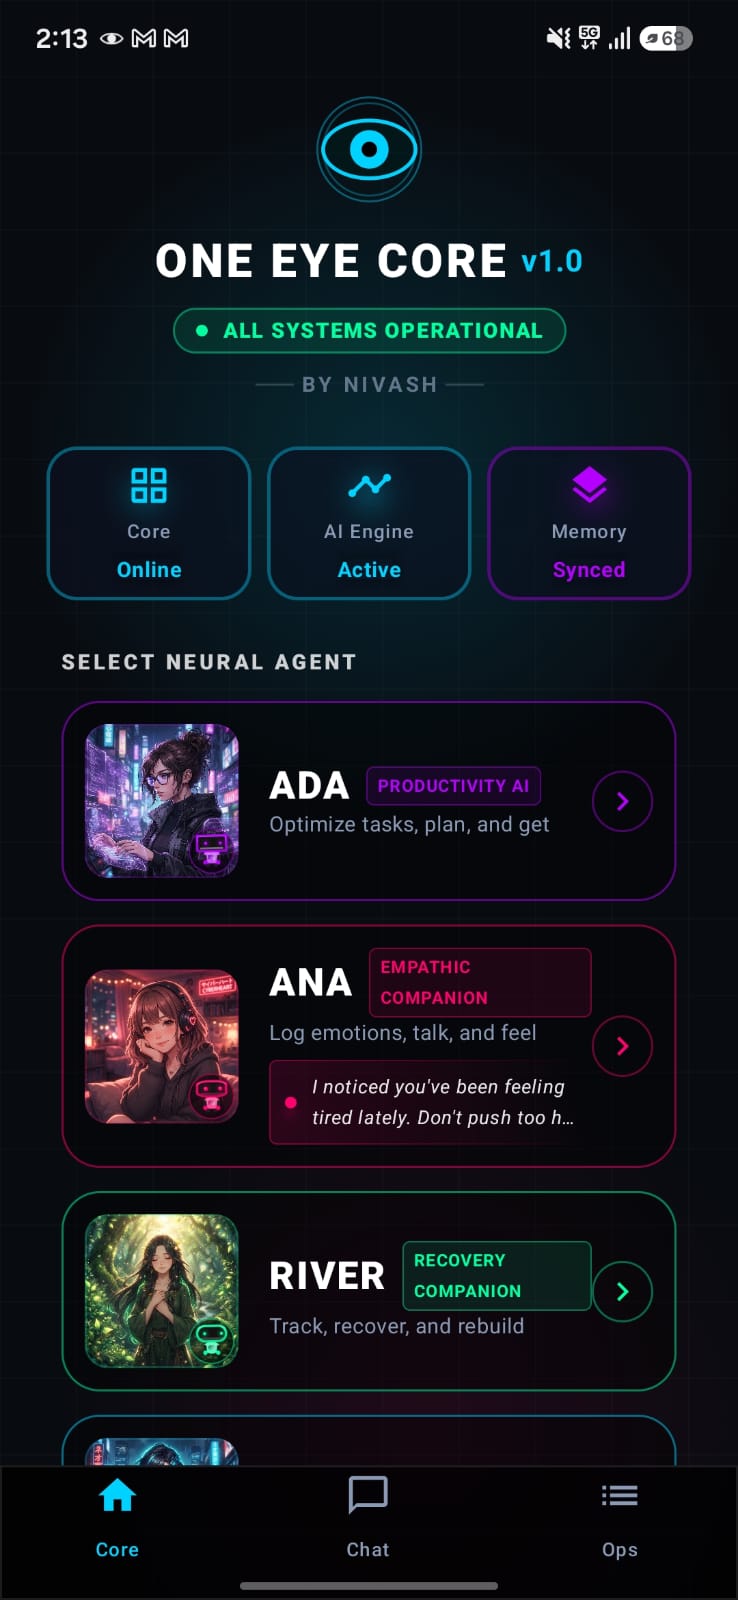 2:13
5G
68
ONE EYE CORE v1.0
ALL SYSTEMS OPERATIONAL
BY NIVASH
Core
Online
AI Engine
Active
Memory
Synced
SELECT NEURAL AGENT
ADA
PRODUCTIVITY AI
Optimize tasks, plan, and get
ANA
EMPATHIC
COMPANION
Log emotions, talk, and feel
I noticed you've been feeling
tired lately. Don't push too h...
RIVER
RECOVERY
COMPANION
Track, recover, and rebuild
Core
Chat
Ops